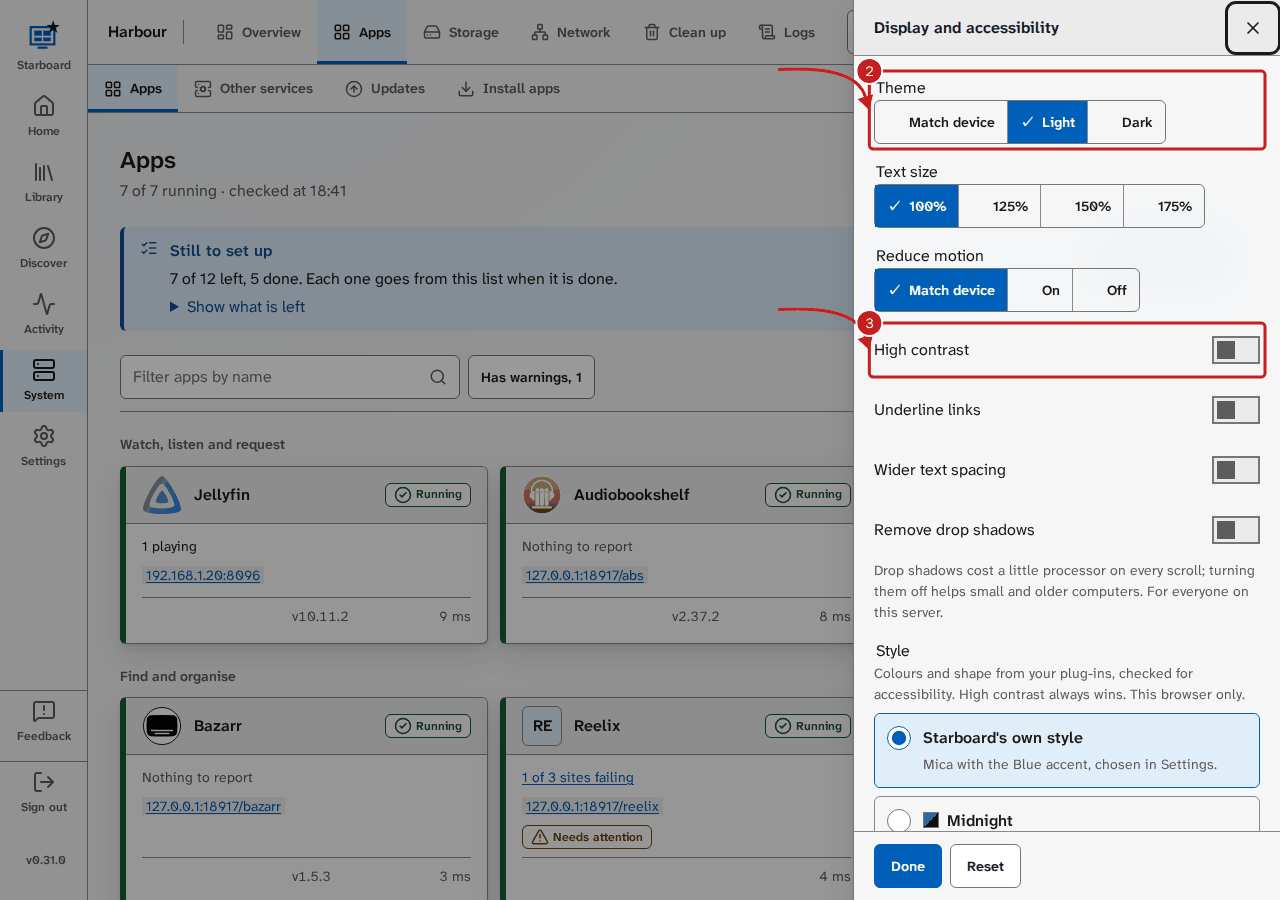 Starboard
Home
Library
Discover
Activity
System
Settings
Feedback
Sign out
v0.31.0
Harbour
Overview
Apps
Storage
Network
Clean up
Logs
Apps
Other services
Updates
Install apps
Apps
7 of 7 running · checked at 18:41
Still to set up
7 of 12 left, 5 done. Each one goes from this list when it is done.
Show what is left
Filter apps by name
Has warnings, 1
Watch, listen and request
Jellyfin
Running
1 playing
192.168.1.20:8096
v10.11.2
9 ms
Audiobookshelf
Running
Nothing to report
127.0.0.1:18917/abs
v2.37.2
8 ms
Find and organise
Bazarr
Running
Nothing to report
127.0.0.1:18917/bazarr
v1.5.3
3 ms
RE
Reelix
Running
1 of 3 sites failing
127.0.0.1:18917/reelix
Needs attention
4 ms
Display and accessibility
2
Theme
Match device
Light
Dark
Text size
100%
125%
150%
175%
Reduce motion
Match device
On
Off
3
High contrast
Underline links
Wider text spacing
Remove drop shadows
Drop shadows cost a little processor on every scroll; turning
them off helps small and older computers. For everyone on
this server.
Style
Colours and shape from your plug-ins, checked for
accessibility. High contrast always wins. This browser only.
Starboard's own style
Mica with the Blue accent, chosen in Settings.
Midnight
Done
Reset